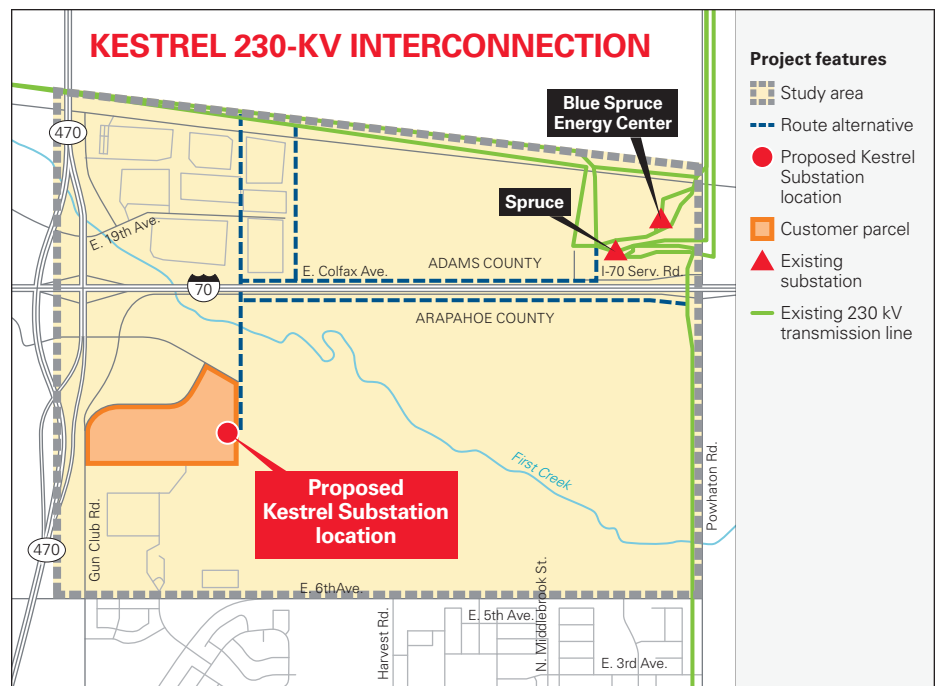 KESTREL 230-KV INTERCONNECTION
470
Blue Spruce
Energy Center
Spruce
E. 19th Ave.
E. Colfax Ave.
ADAMS COUNTY
I-70 Serv. Rd.
70
ARAPAHOE COUNTY
First Creek
Proposed
Kestrel Substation
location
Gun Club Rd.
Powhaton Rd.
470
E. 6thAve.
Harvest Rd.
E. 5th Ave.
N. Middlebrook St.
E. 3rd Ave.
Project features
Study area
Route alternative
Proposed Kestrel
Substation
location
Customer parcel
Existing
substation
Existing 230 kV
transmission line